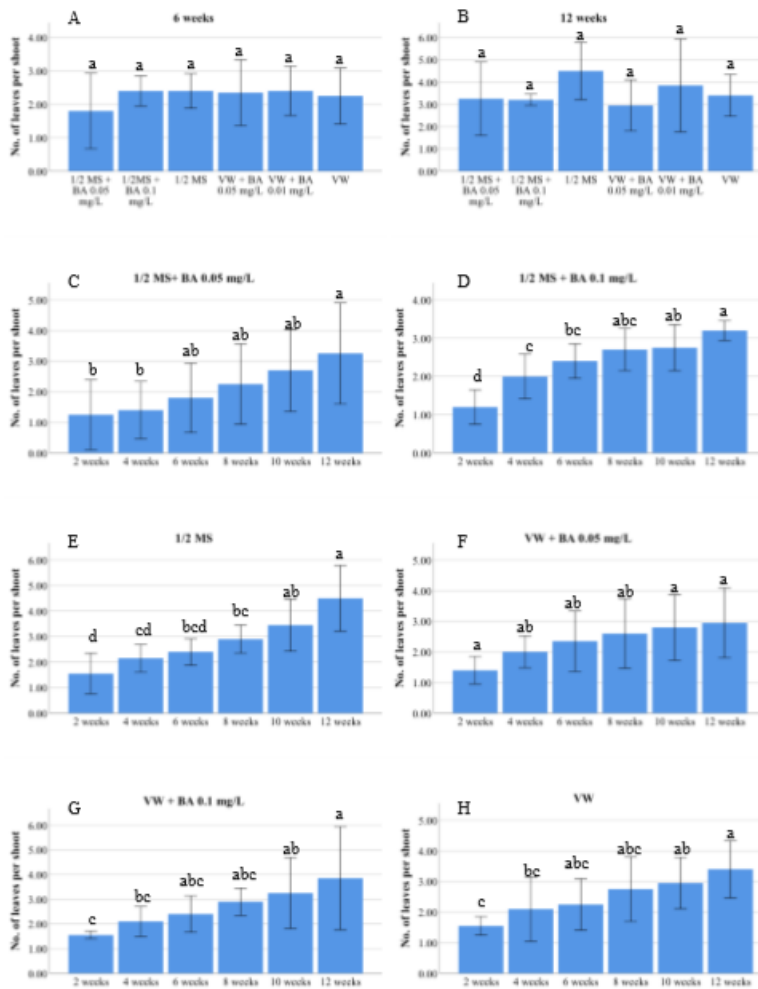 A
6 weeks
No. of leaves per shoot
4.00
3.00
2.00
1.00
0.00
a a a a a a
1/2 MS + BA 0.05 mg/L
1/2MS + BA 0.1 mg/L
1/2 MS
VW + BA 0.05 mg/L
VW + BA 0.01 mg/L
VW
B
12 weeks
No. of leaves per shoot
6.00
5.00
4.00
3.00
2.00
1.00
0.00
a a a a a a
1/2 MS + BA 0.05 mg/L
1/2 MS + BA 0.1 mg/L
1/2 MS
VW + BA 0.05 mg/L
VW + BA 0.01 mg/L
VW
C
1/2 MS+ BA 0.05 mg/L
No. of leaves per shoot
5.00
4.00
3.00
2.00
1.00
0.00
b b ab ab ab a
2 weeks 4 weeks 6 weeks 8 weeks 10 weeks 12 weeks
D
1/2 MS + BA 0.1 mg/L
No. of leaves per shoot
4.00
3.00
2.00
1.00
0.00
d c bc abc ab a
2 weeks 4 weeks 6 weeks 8 weeks 10 weeks 12 weeks
E
1/2 MS
No. of leaves per shoot
6.00
5.00
4.00
3.00
2.00
1.00
0.00
d cd bcd bc ab a
2 weeks 4 weeks 6 weeks 8 weeks 10 weeks 12 weeks
F
VW + BA 0.05 mg/L
No. of leaves per shoot
5.00
4.00
3.00
2.00
1.00
0.00
a ab ab ab a a
2 weeks 4 weeks 6 weeks 8 weeks 10 weeks 12 weeks
G
VW + BA 0.1 mg/L
No. of leaves per shoot
6.00
5.00
4.00
3.00
2.00
1.00
0.00
c bc abc abc ab a
2 weeks 4 weeks 6 weeks 8 weeks 10 weeks 12 weeks
H
VW
No. of leaves per shoot
5.00
4.00
3.00
2.00
1.00
0.00
c bc abc abc ab a
2 weeks 4 weeks 6 weeks 8 weeks 10 weeks 12 weeks